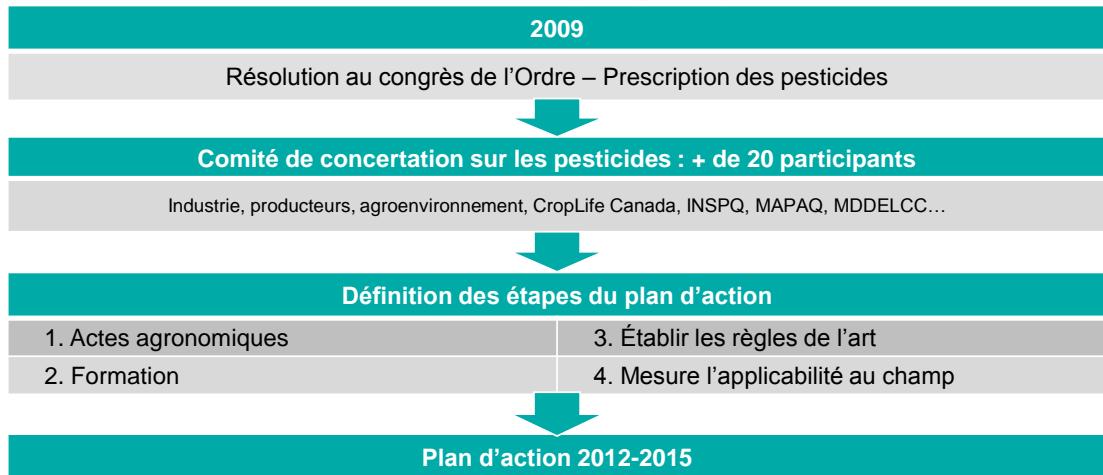 2009
Résolution au congrès de l’Ordre – Prescription des pesticides
Comité de concertation sur les pesticides : + de 20 participants
Industrie, producteurs, agroenvironnement, CropLife Canada, INSPQ, MAPAQ, MDDELCC…
Définition des étapes du plan d’action
1. Actes agronomiques
3. Établir les règles de l’art
2. Formation
4. Mesure l’applicabilité au champ
Plan d’action 2012-2015